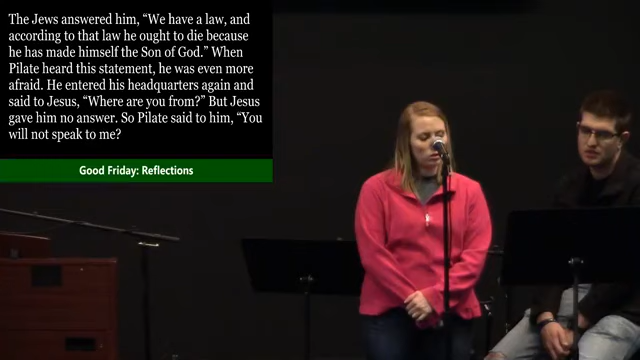 The Jews answered him, “We have a law, and
according to that law he ought to die because
he has made himself the Son of God.” When
Pilate heard this statement, he was even more
afraid. He entered his headquarters again and
said to Jesus, “Where are you from?” But Jesus
gave him no answer. So Pilate said to him, “You
will not speak to me?
Good Friday: Reflections